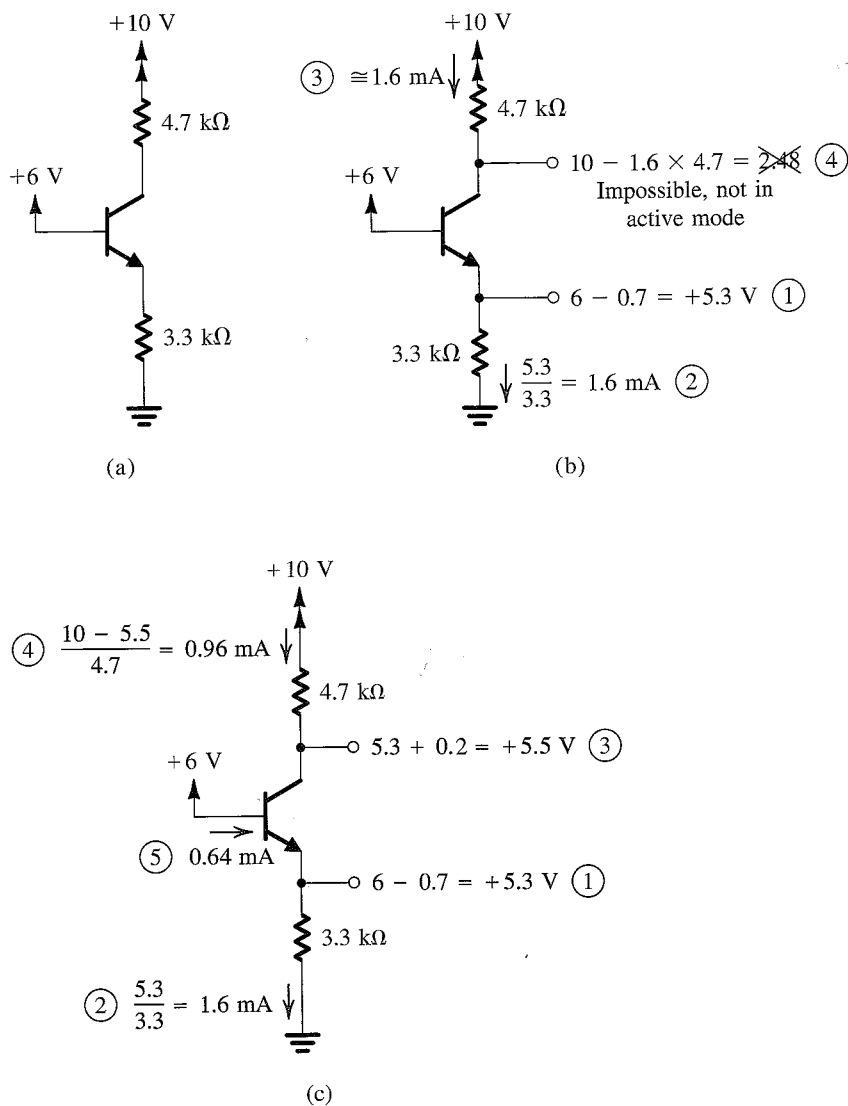 +10 V
4.7 kΩ
+6 V
3.3 kΩ
(a)
+10 V
③ ≅1.6 mA
4.7 kΩ
10 − 1.6 × 4.7 = 2.48 ④
Impossible, not in
active mode
+6 V
6 − 0.7 = +5.3 V ①
3.3 kΩ
5.3/3.3 = 1.6 mA ②
(b)
+10 V
④ 10 − 5.5/4.7 = 0.96 mA
4.7 kΩ
5.3 + 0.2 = +5.5 V ③
+6 V
⑤ 0.64 mA
6 − 0.7 = +5.3 V ①
3.3 kΩ
② 5.3/3.3 = 1.6 mA
(c)